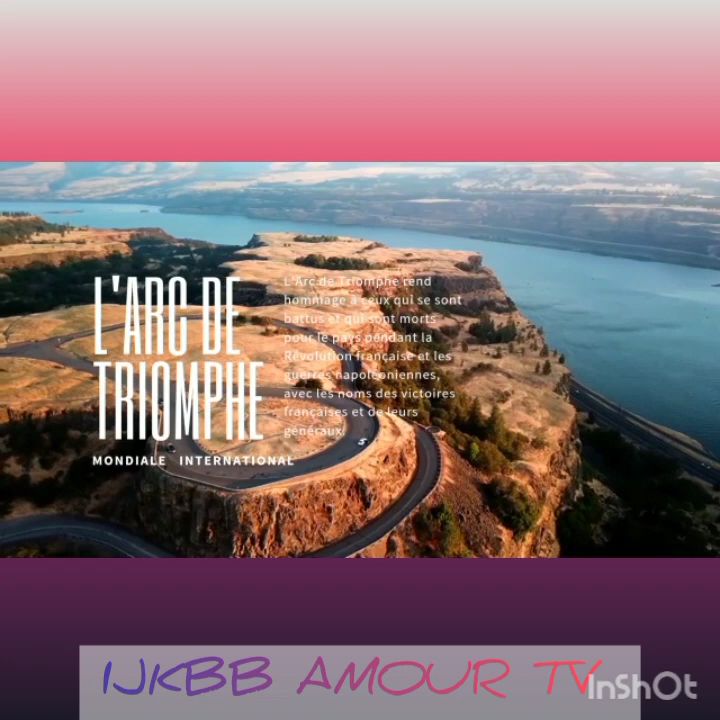 L'ARC DE
TRIOMPHE
MONDIALE INTERNATIONAL
L'Arc de Triomphe rend
hommage à ceux qui se sont
battus et qui sont morts
pour le pays pendant la
Révolution française et les
guerres napoléoniennes,
avec les noms des victoires
françaises et de leurs
généraux
IJKBB AMOUR TV
InShOt